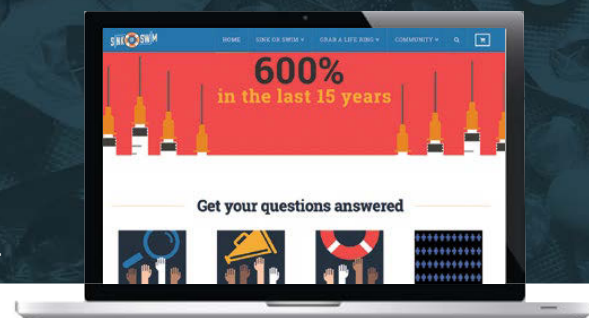 SINK SWIM
HOME SINK OR SWIM GRAB A LIFE RING COMMUNITY
600%
in the last 15 years
Get your questions answered